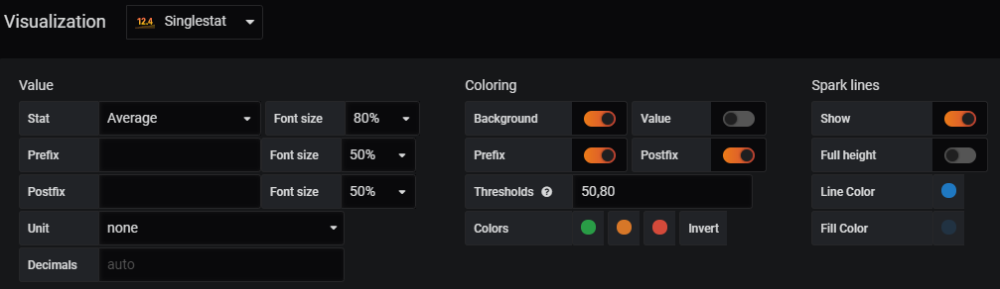 Visualization 12.4 Singlestat
Value Coloring Spark lines
Stat Average Font size 80% Background Value Show
Prefix Font size 50% Prefix Postfix Full height
Postfix Font size 50% Thresholds ? 50,80 Line Color
Unit none Colors Invert Fill Color
Decimals auto